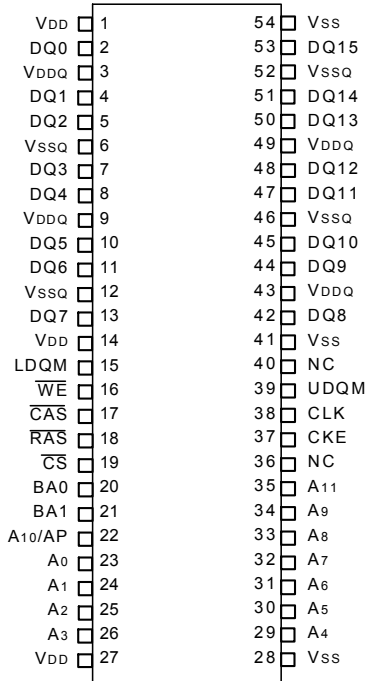 VDD 1 54 VSS
DQ0 2 53 DQ15
VDDQ 3 52 VSSQ
DQ1 4 51 DQ14
DQ2 5 50 DQ13
VSSQ 6 49 VDDQ
DQ3 7 48 DQ12
DQ4 8 47 DQ11
VDDQ 9 46 VSSQ
DQ5 10 45 DQ10
DQ6 11 44 DQ9
VSSQ 12 43 VDDQ
DQ7 13 42 DQ8
VDD 14 41 VSS
LDQM 15 40 NC
W̅E̅ 16 39 UDQM
C̅A̅S̅ 17 38 CLK
R̅A̅S̅ 18 37 CKE
C̅S̅ 19 36 NC
BA0 20 35 A11
BA1 21 34 A9
A10/AP 22 33 A8
A0 23 32 A7
A1 24 31 A6
A2 25 30 A5
A3 26 29 A4
VDD 27 28 VSS